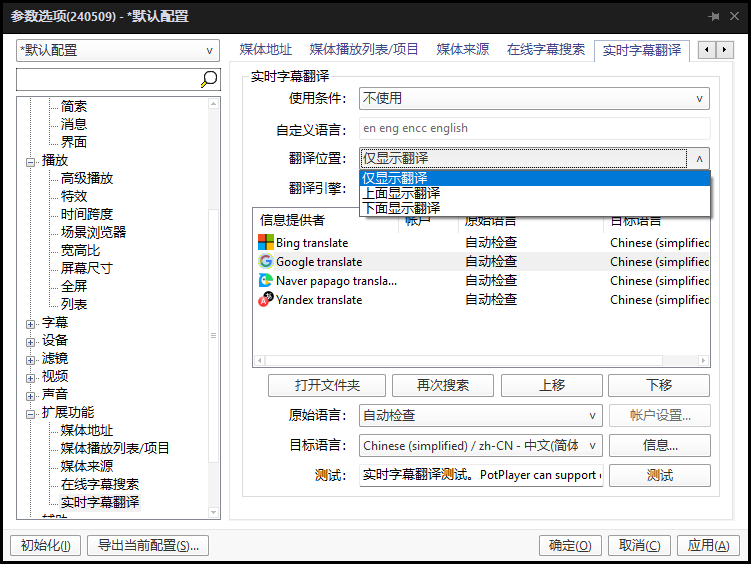 参数选项(240509) - *默认配置
*默认配置
简索
消息
界面
播放
高级播放
特效
时间跨度
场景浏览器
宽高比
屏幕尺寸
全屏
列表
字幕
设备
滤镜
视频
声音
扩展功能
媒体地址
媒体播放列表/项目
媒体来源
在线字幕搜索
实时字幕翻译
媒体地址 媒体播放列表/项目 媒体来源 在线字幕搜索 实时字幕翻译
实时字幕翻译
使用条件: 不使用
自定义语言: en eng encc english
翻译位置: 仅显示翻译
仅显示翻译
上面显示翻译
下面显示翻译
翻译引擎:
信息提供者 帐户 原始语言 目标语言
Bing translate 自动检查 Chinese (simplified
Google translate 自动检查 Chinese (simplified
Naver papago transla... 自动检查 Chinese (simplified
Yandex translate 自动检查 Chinese (simplified
打开文件夹 再次搜索 上移 下移
原始语言: 自动检查 帐户设置...
目标语言: Chinese (simplified) / zh-CN - 中文(简体 信息...
测试: 实时字幕翻译测试。PotPlayer can support 测试
初始化(I) 导出当前配置(S)... 确定(O) 取消(C) 应用(A)